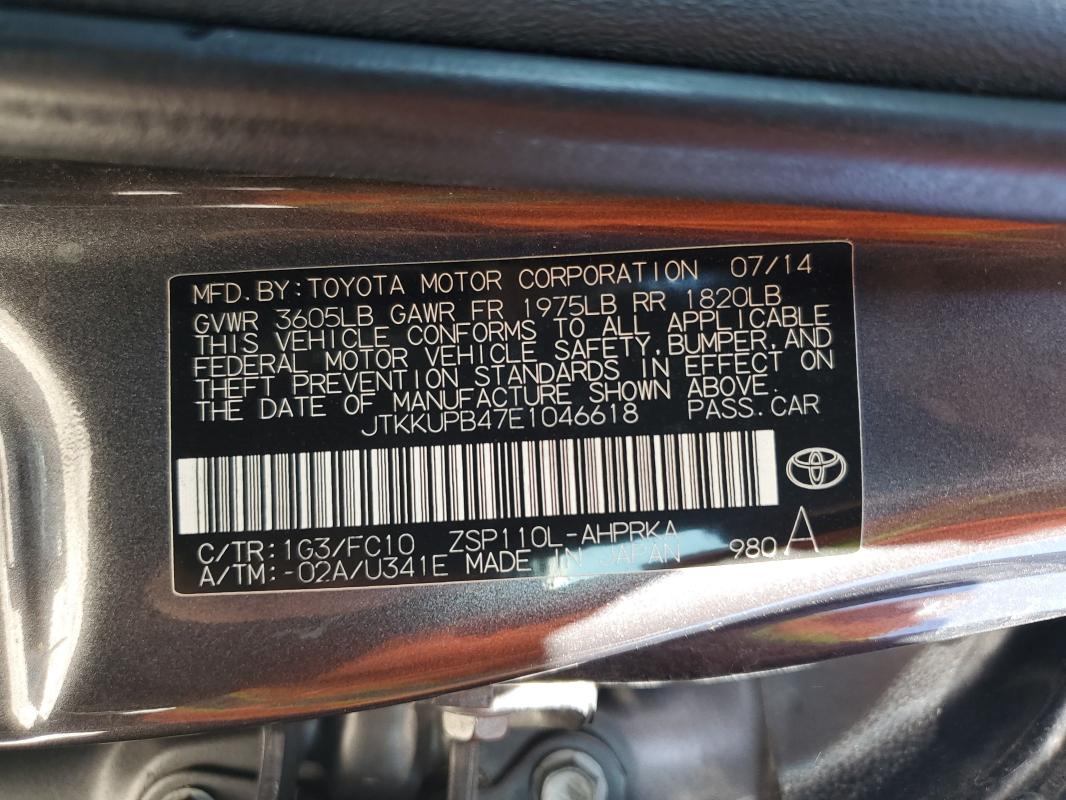 MFD.BY:TOYOTA MOTOR CORPORATION 07/14
GVWR 3605LB GAWR FR 1975LB RR 1820LB
THIS VEHICLE CONFORMS TO ALL APPLICABLE
FEDERAL MOTOR VEHICLE SAFETY,BUMPER,AND
THEFT PREVENTION STANDARDS IN EFFECT ON
THE DATE OF MANUFACTURE SHOWN ABOVE.
JTKKUPB47E1046618 PASS.CAR
C/TR:1G3/FC10 ZSP110L-AHPRKA
A/TM:-02A/U341E MADE IN JAPAN 980 A